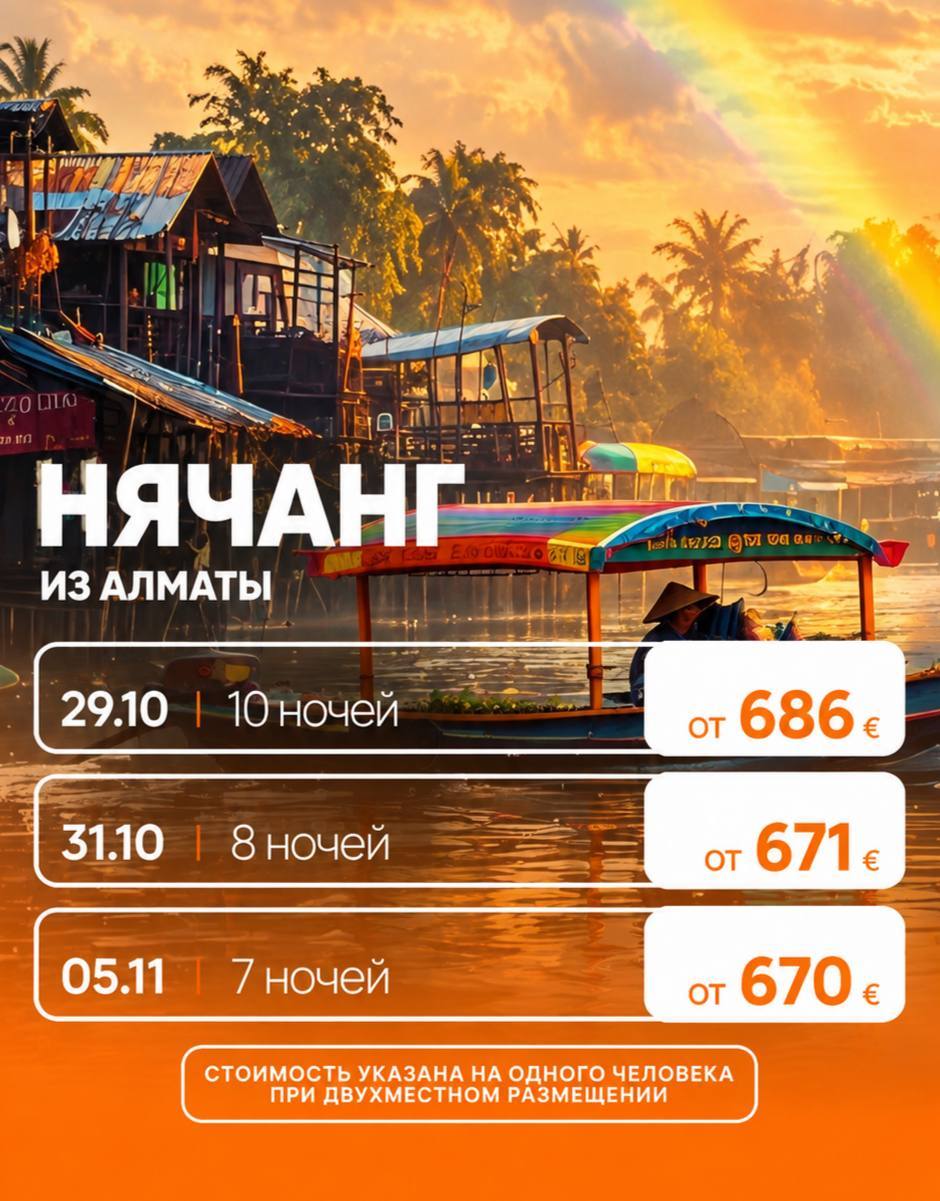 НЯЧАНГ
ИЗ АЛМАТЫ
29.10 | 10 ночей
от 686 €
31.10 | 8 ночей
от 671 €
05.11 | 7 ночей
от 670 €
СТОИМОСТЬ УКАЗАНА НА ОДНОГО ЧЕЛОВЕКА
ПРИ ДВУХМЕСТНОМ РАЗМЕЩЕНИИ